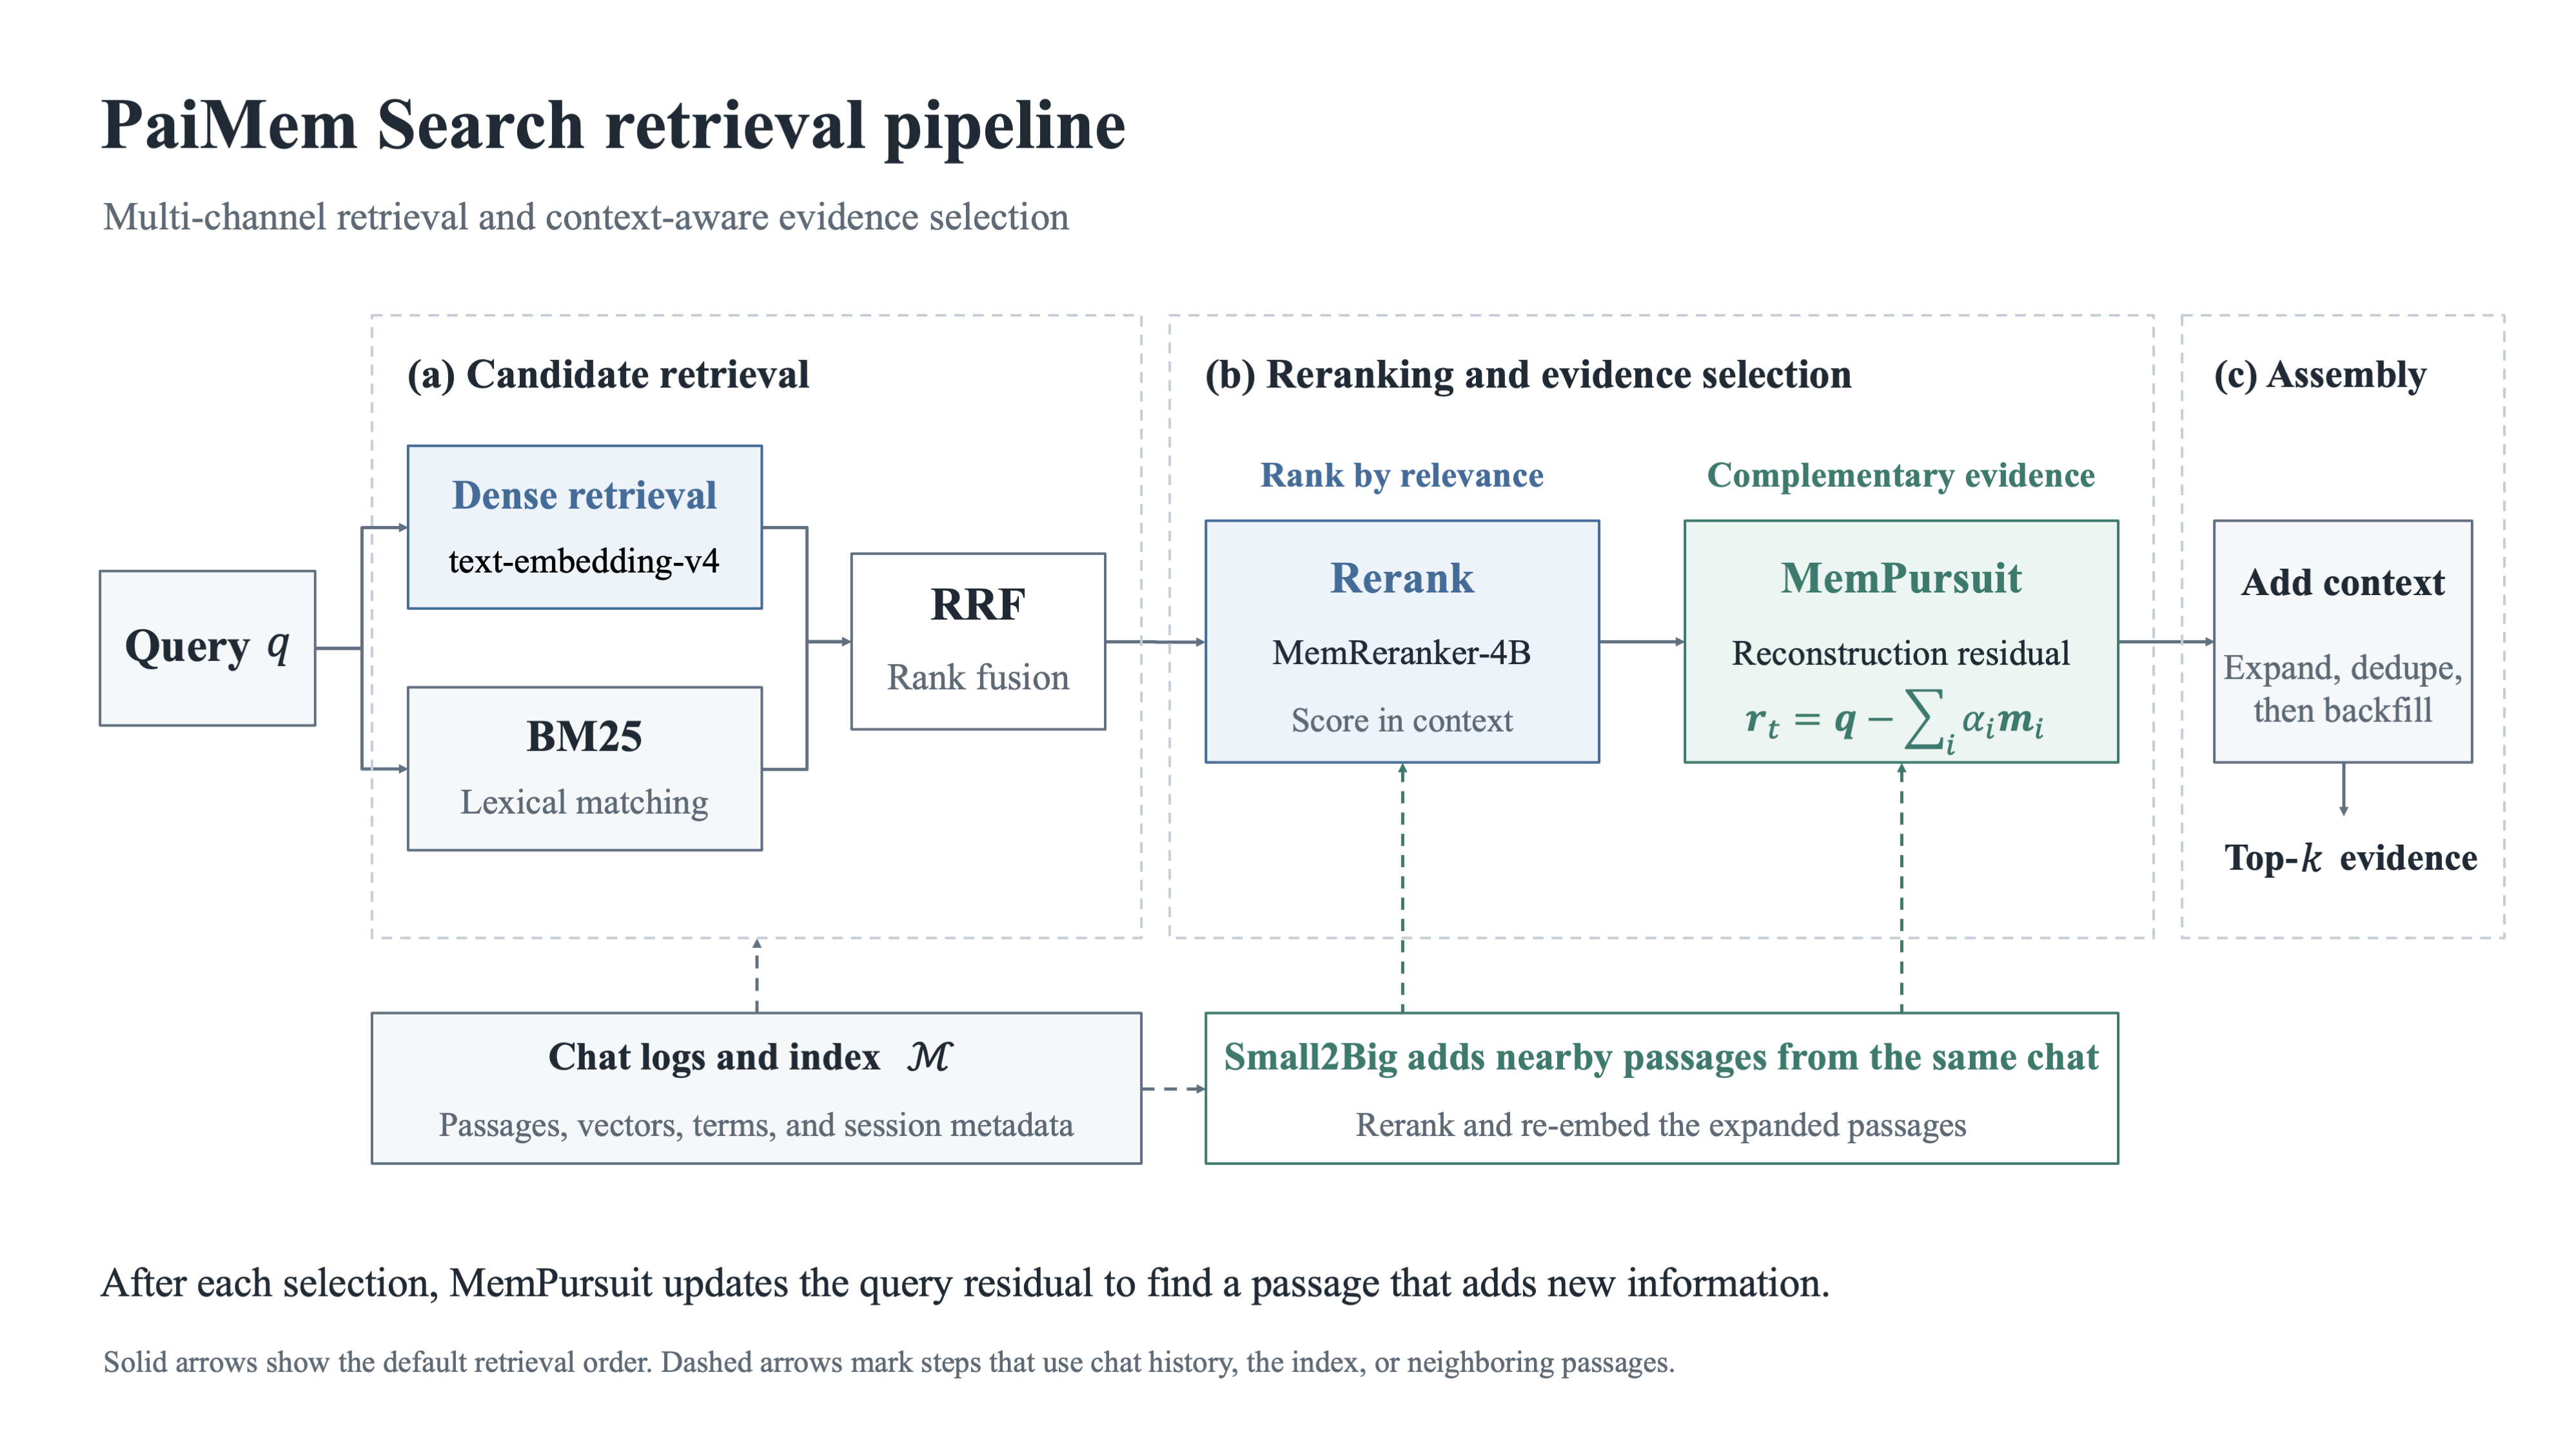 PaiMem Search retrieval pipeline
Multi-channel retrieval and context-aware evidence selection
Query q
(a) Candidate retrieval
Dense retrieval
text-embedding-v4
BM25
Lexical matching
RRF
Rank fusion
(b) Reranking and evidence selection
Rank by relevance
Rerank
MemReranker-4B
Score in context
Complementary evidence
MemPursuit
Reconstruction residual
rₜ = q − ∑ᵢ αᵢmᵢ
(c) Assembly
Add context
Expand, dedupe,
then backfill
Top-k evidence
Chat logs and index ℳ
Passages, vectors, terms, and session metadata
Small2Big adds nearby passages from the same chat
Rerank and re-embed the expanded passages
After each selection, MemPursuit updates the query residual to find a passage that adds new information.
Solid arrows show the default retrieval order. Dashed arrows mark steps that use chat history, the index, or neighboring passages.